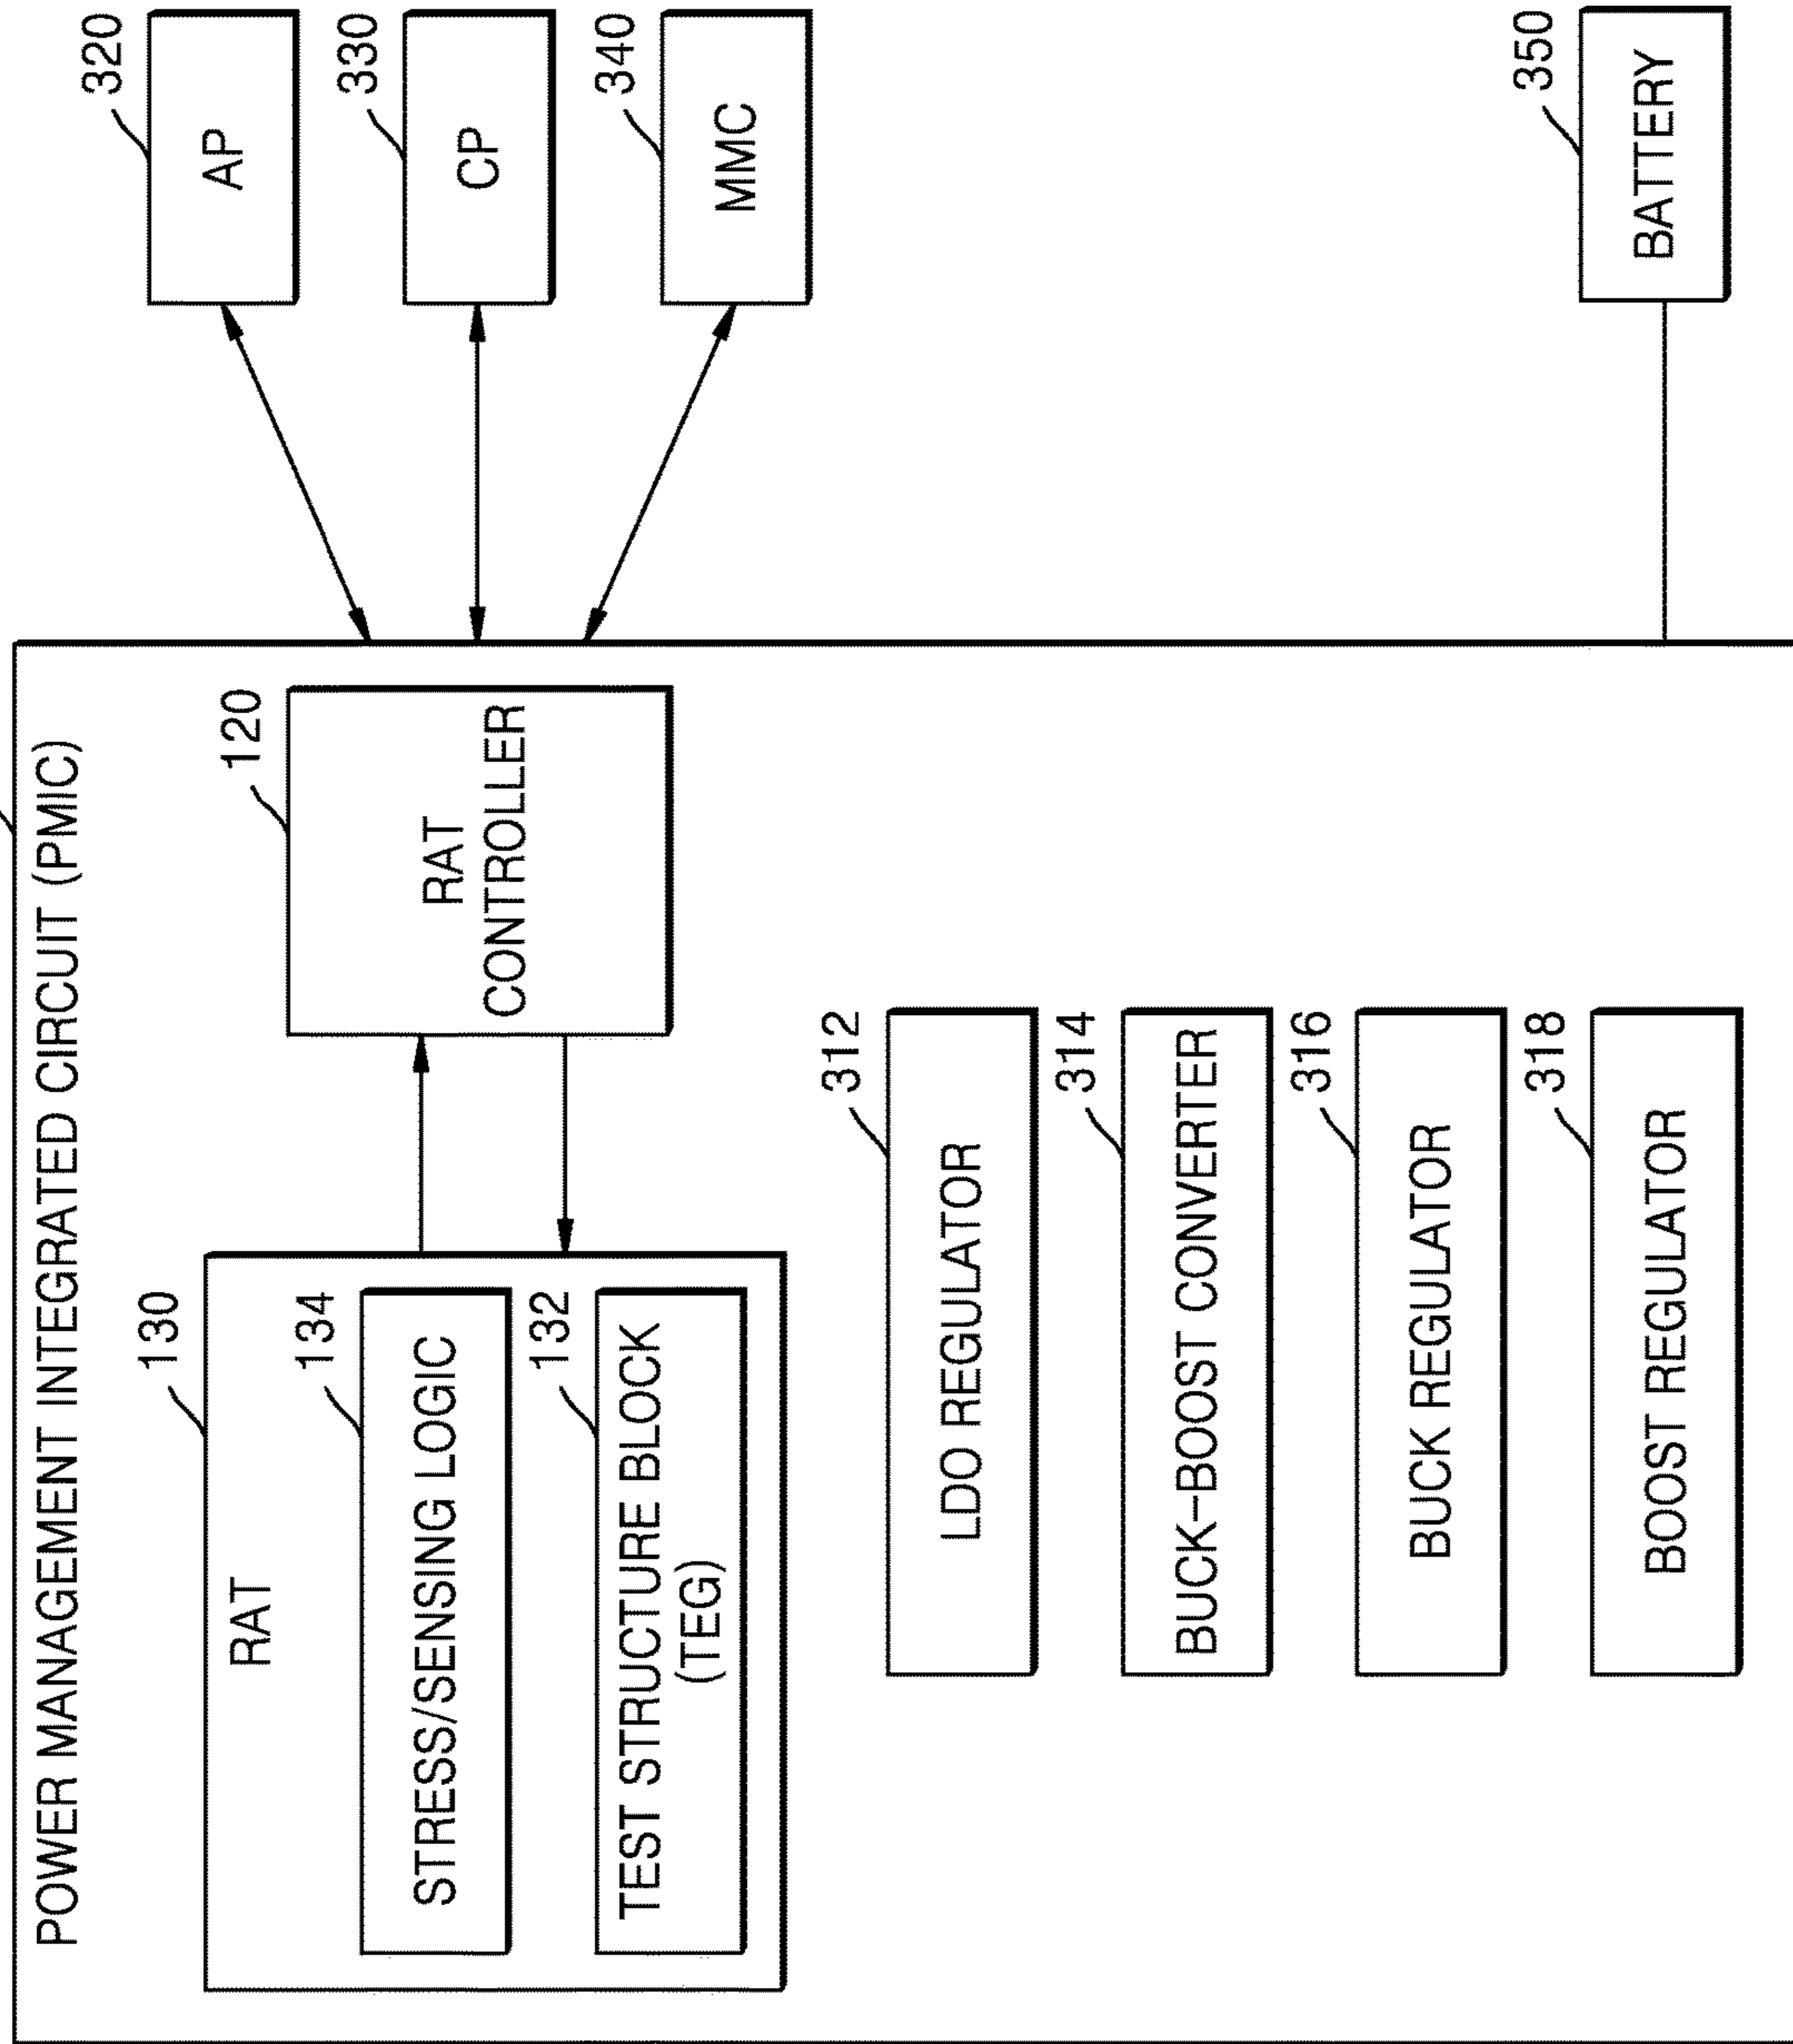 POWER MANAGEMENT INTEGRATED CIRCUIT (PMIC)
130
RAT
134
STRESS/SENSING LOGIC
132
TEST STRUCTURE BLOCK
(TEG)
120
RAT
CONTROLLER
312
LDO REGULATOR
314
BUCK-BOOST CONVERTER
316
BUCK REGULATOR
318
BOOST REGULATOR
320
AP
330
CP
340
MMC
350
BATTERY